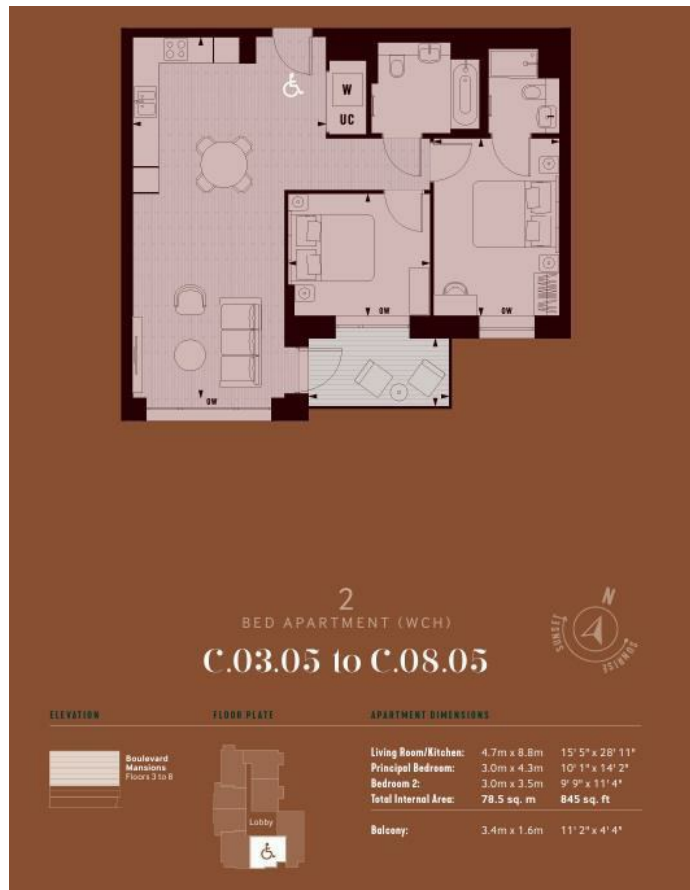 W
UC
OW
OW
OW
2
BED APARTMENT (WCH)
C.03.05 to C.08.05
N
SUNSET
SUNRISE
ELEVATION
Boulevard
Mansions
Floors 3 to 8
FLOOR PLATE
Lobby
APARTMENT DIMENSIONS
Living Room/Kitchen: 4.7m x 8.8m 15' 5" x 28' 11"
Principal Bedroom: 3.0m x 4.3m 10' 1" x 14' 2"
Bedroom 2: 3.0m x 3.5m 9' 9" x 11' 4"
Total Internal Area: 78.5 sq. m 845 sq. ft
Balcony: 3.4m x 1.6m 11' 2" x 4' 4"